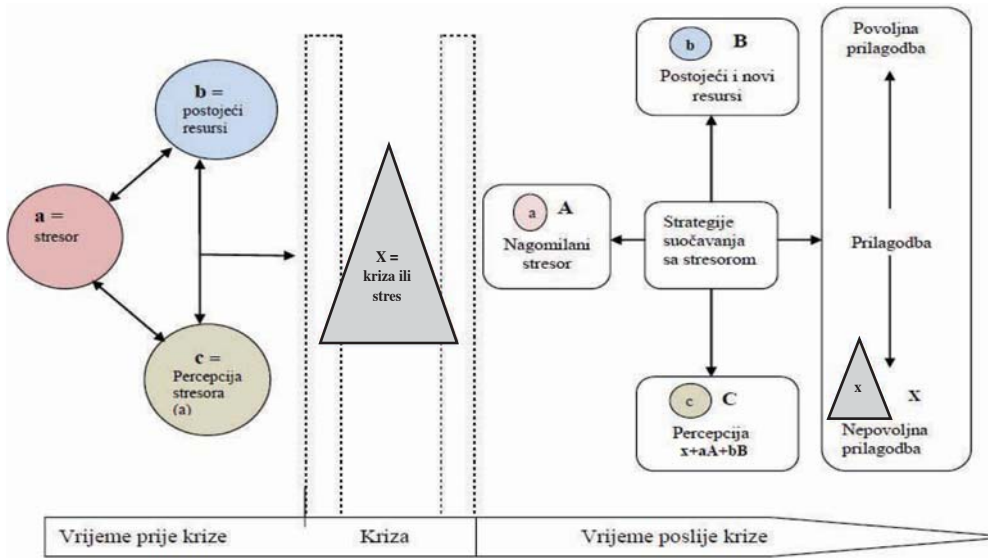 b =
postojeći
resursi
a =
stresor
c =
Percepcija
stresora
(a)
X =
kriza ili
stres
b B
Postojeći i novi
resursi
a A
Nagomilani
stresor
Strategije
suočavanja
sa stresorom
c C
Percepcija
x+aA+bB
Povoljna
prilagodba
Prilagodba
x X
Nepovoljna
prilagodba
Vrijeme prije krize
Kriza
Vrijeme poslije krize